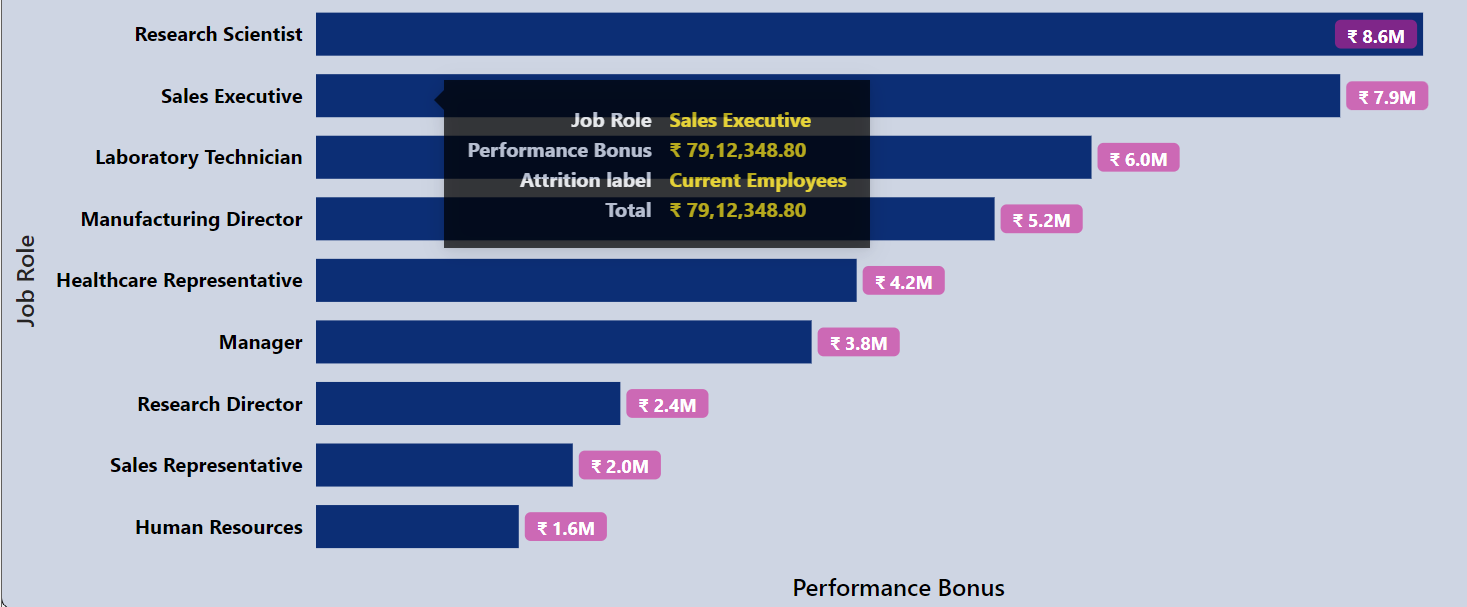 Research Scientist ₹ 8.6M
Sales Executive ₹ 7.9M
Job Role Sales Executive
Performance Bonus ₹ 79,12,348.80
Attrition label Current Employees
Total ₹ 79,12,348.80
Laboratory Technician ₹ 6.0M
Manufacturing Director ₹ 5.2M
Healthcare Representative ₹ 4.2M
Manager ₹ 3.8M
Research Director ₹ 2.4M
Sales Representative ₹ 2.0M
Human Resources ₹ 1.6M
Job Role
Performance Bonus